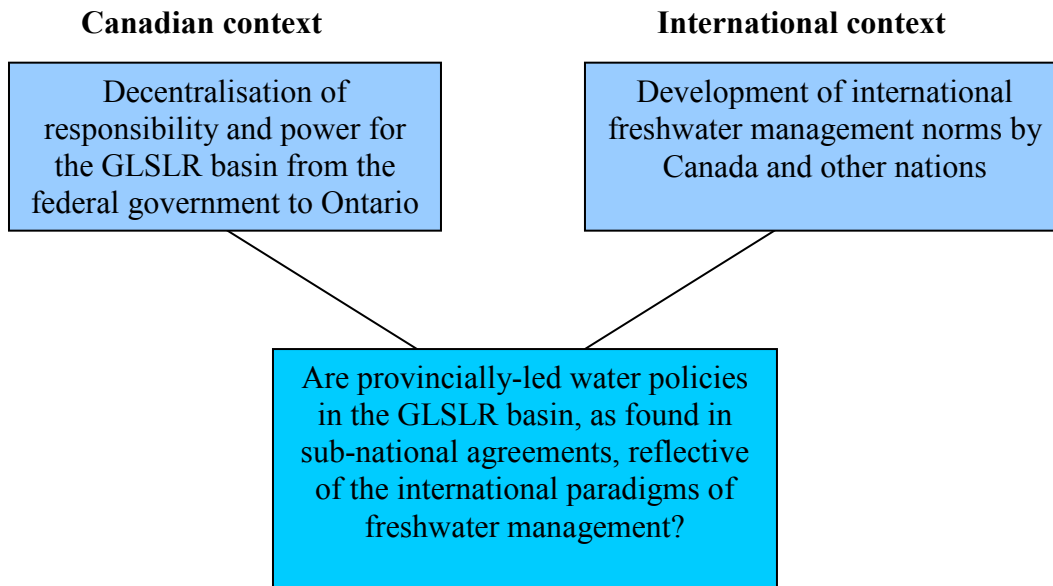 Canadian context
International context
Decentralisation of
responsibility and power for
the GLSLR basin from the
federal government to Ontario
Development of international
freshwater management norms by
Canada and other nations
Are provincially-led water policies
in the GLSLR basin, as found in
sub-national agreements, reflective
of the international paradigms of
freshwater management?